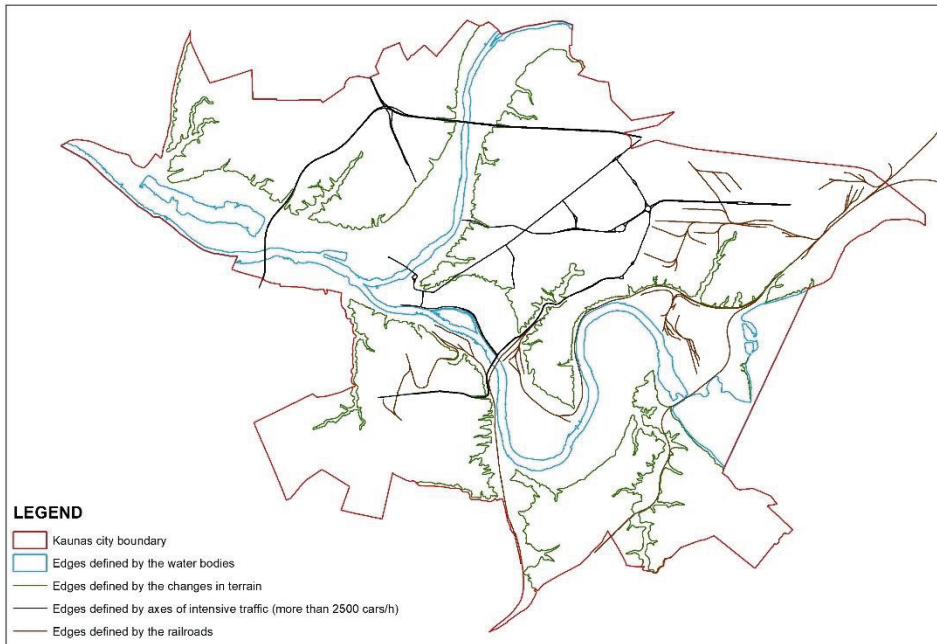 LEGEND
Kaunas city boundary
Edges defined by the water bodies
Edges defined by the changes in terrain
Edges defined by axes of intensive traffic (more than 2500 cars/h)
Edges defined by the railroads